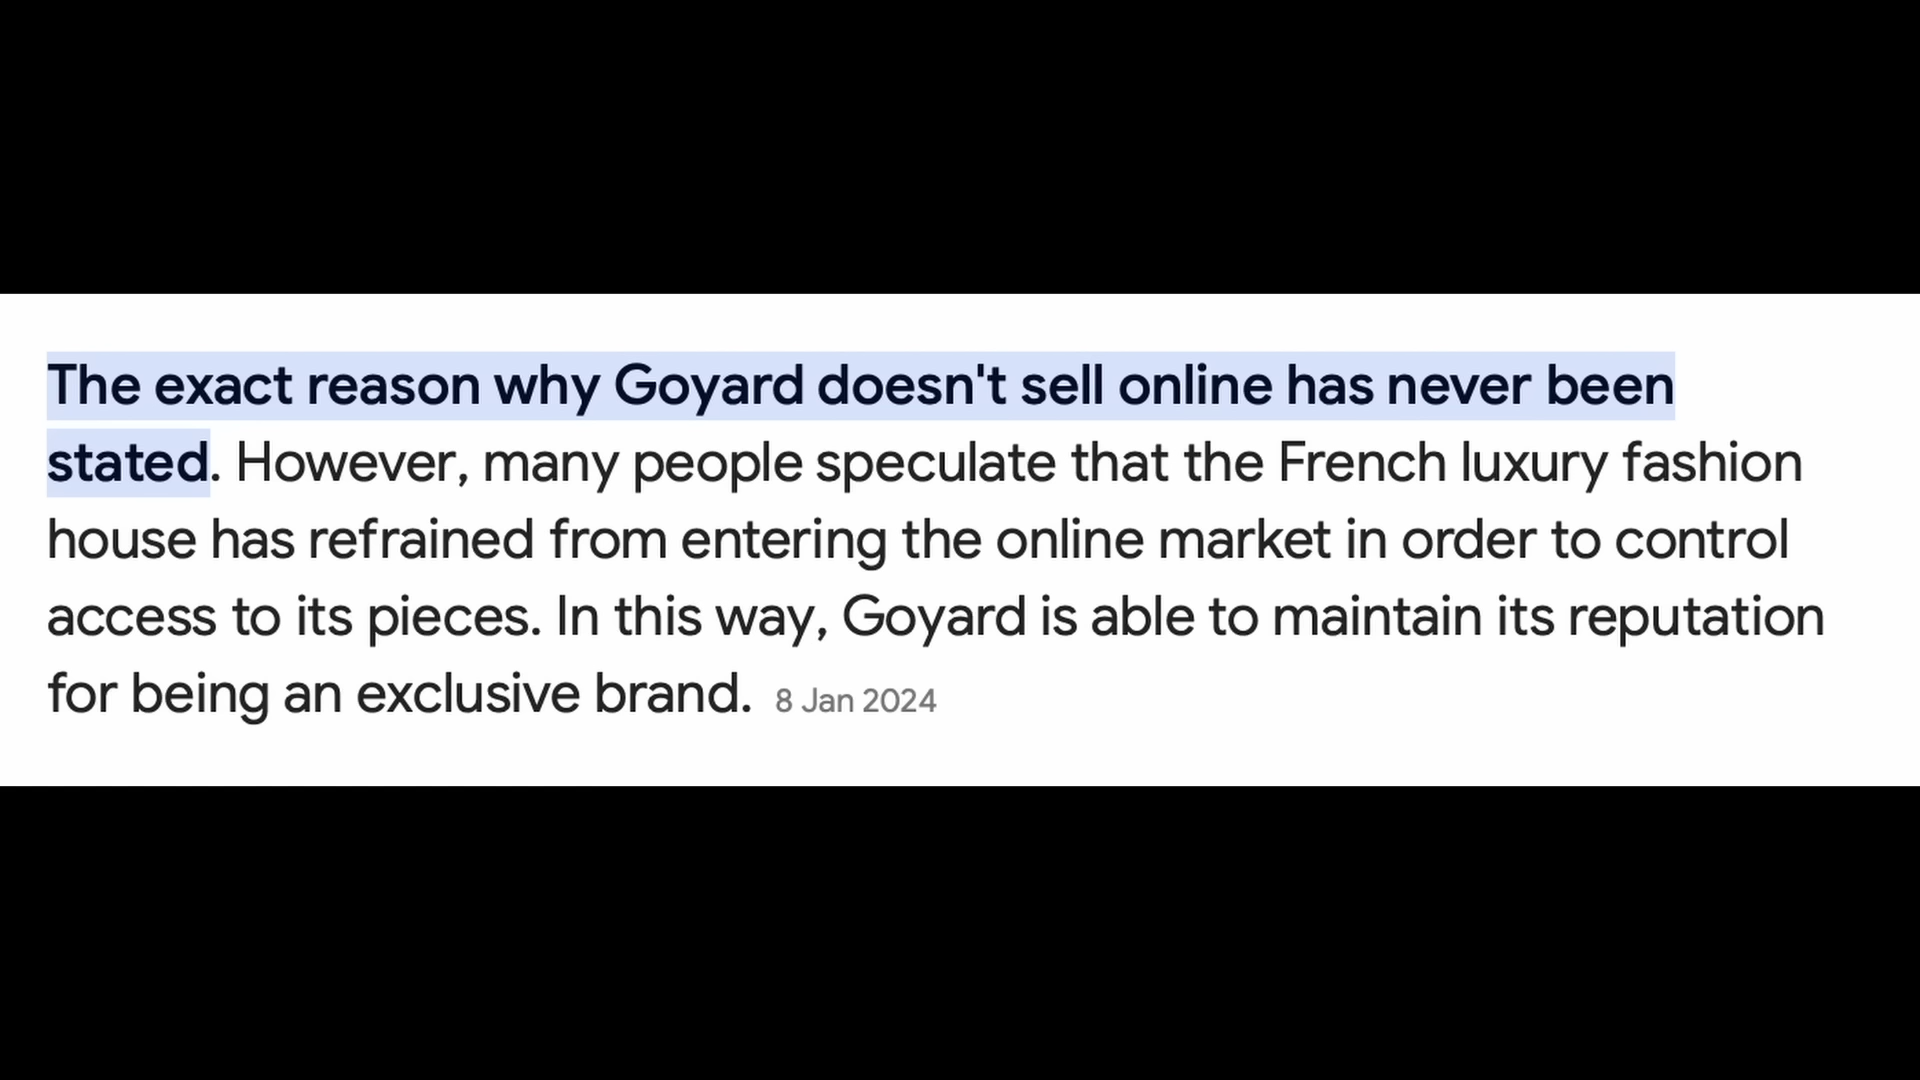 The exact reason why Goyard doesn't sell online has never been
stated. However, many people speculate that the French luxury fashion
house has refrained from entering the online market in order to control
access to its pieces. In this way, Goyard is able to maintain its reputation
for being an exclusive brand. 8 Jan 2024